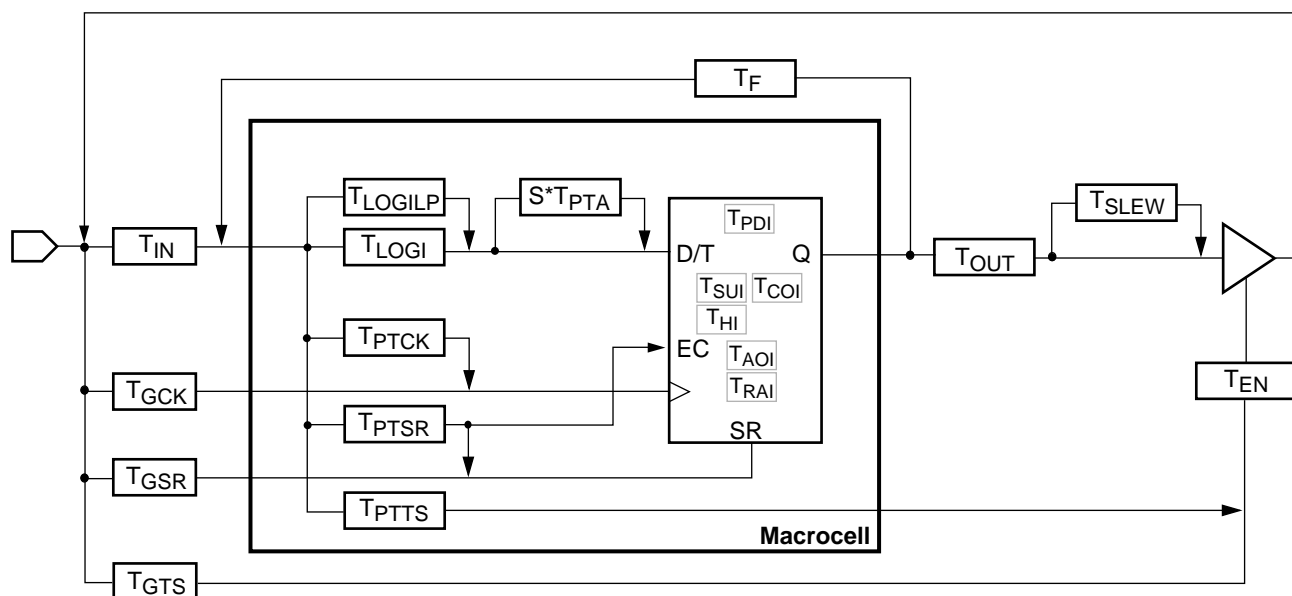 TF
TLOGILP
S*TPTA
TPDI
TSLEW
TIN
TLOGI
D/T
Q
TOUT
TSUI
TCOI
THI
TPTCK
EC
TAOI
TGCK
TRAI
TEN
TPTSR
SR
TGSR
TPTTS
Macrocell
TGTS